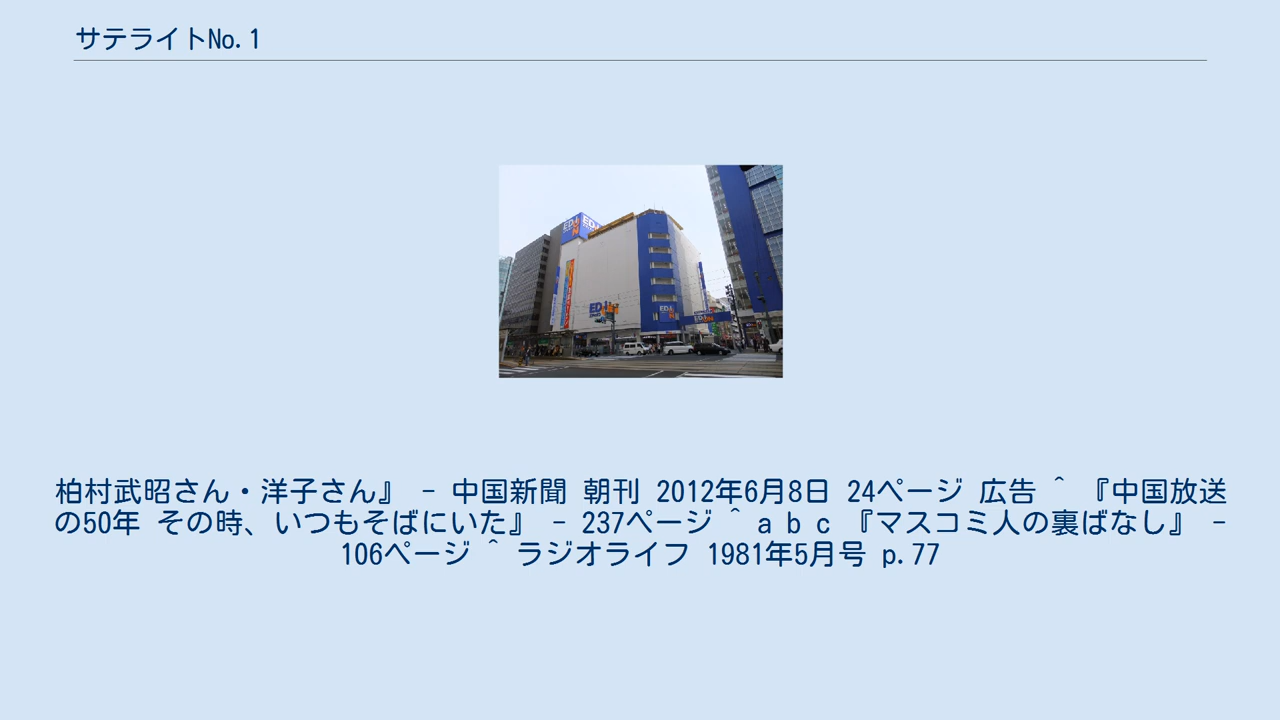 サテライトNo.1
EDION
EDION
EDION
EDION
柏村武昭さん・洋子さん』 - 中国新聞 朝刊 2012年6月8日 24ページ 広告 ^ 『中国放送
の50年 その時、いつもそばにいた』 - 237ページ ^ a b c 『マスコミ人の裏ばなし』 -
106ページ ^ ラジオライフ 1981年5月号 p.77